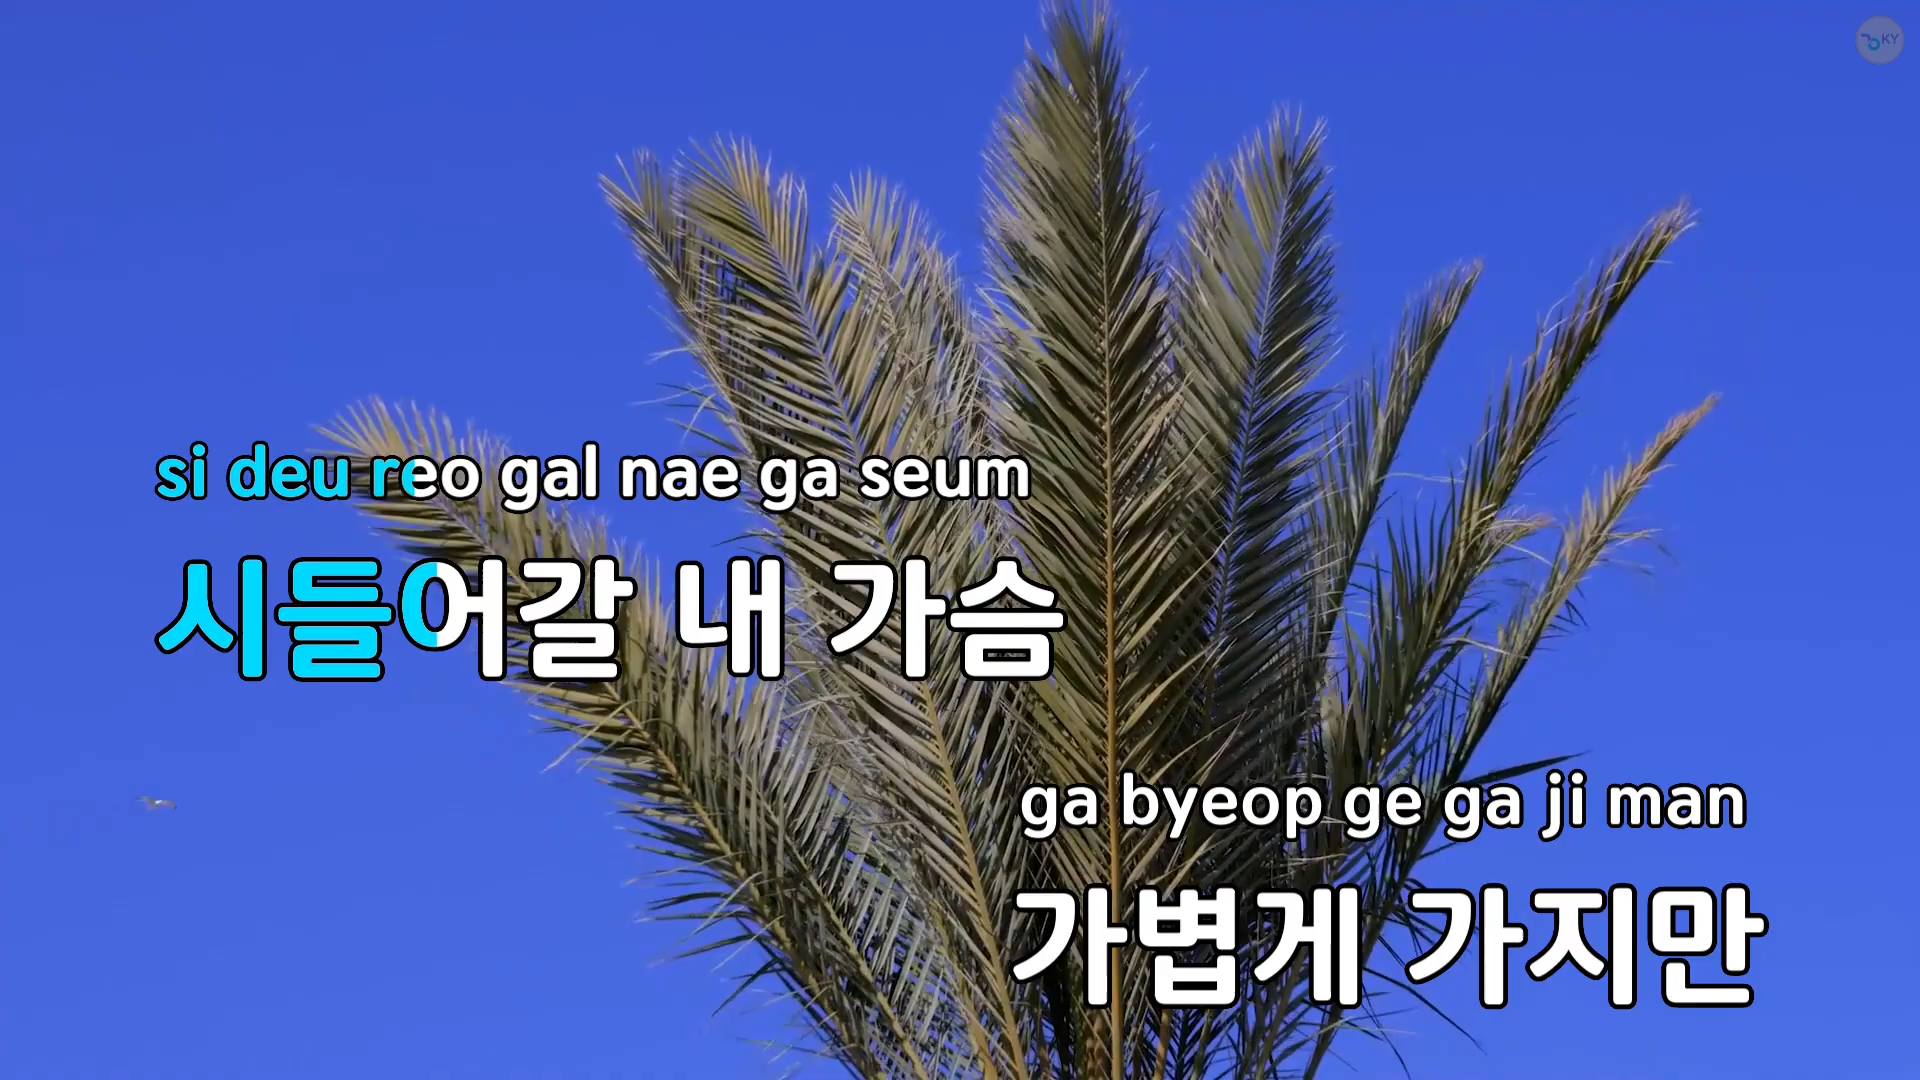 KY
si deu reo gal nae ga seum
시들어갈 내 가슴
ga byeop ge ga ji man
가볍게 가지만